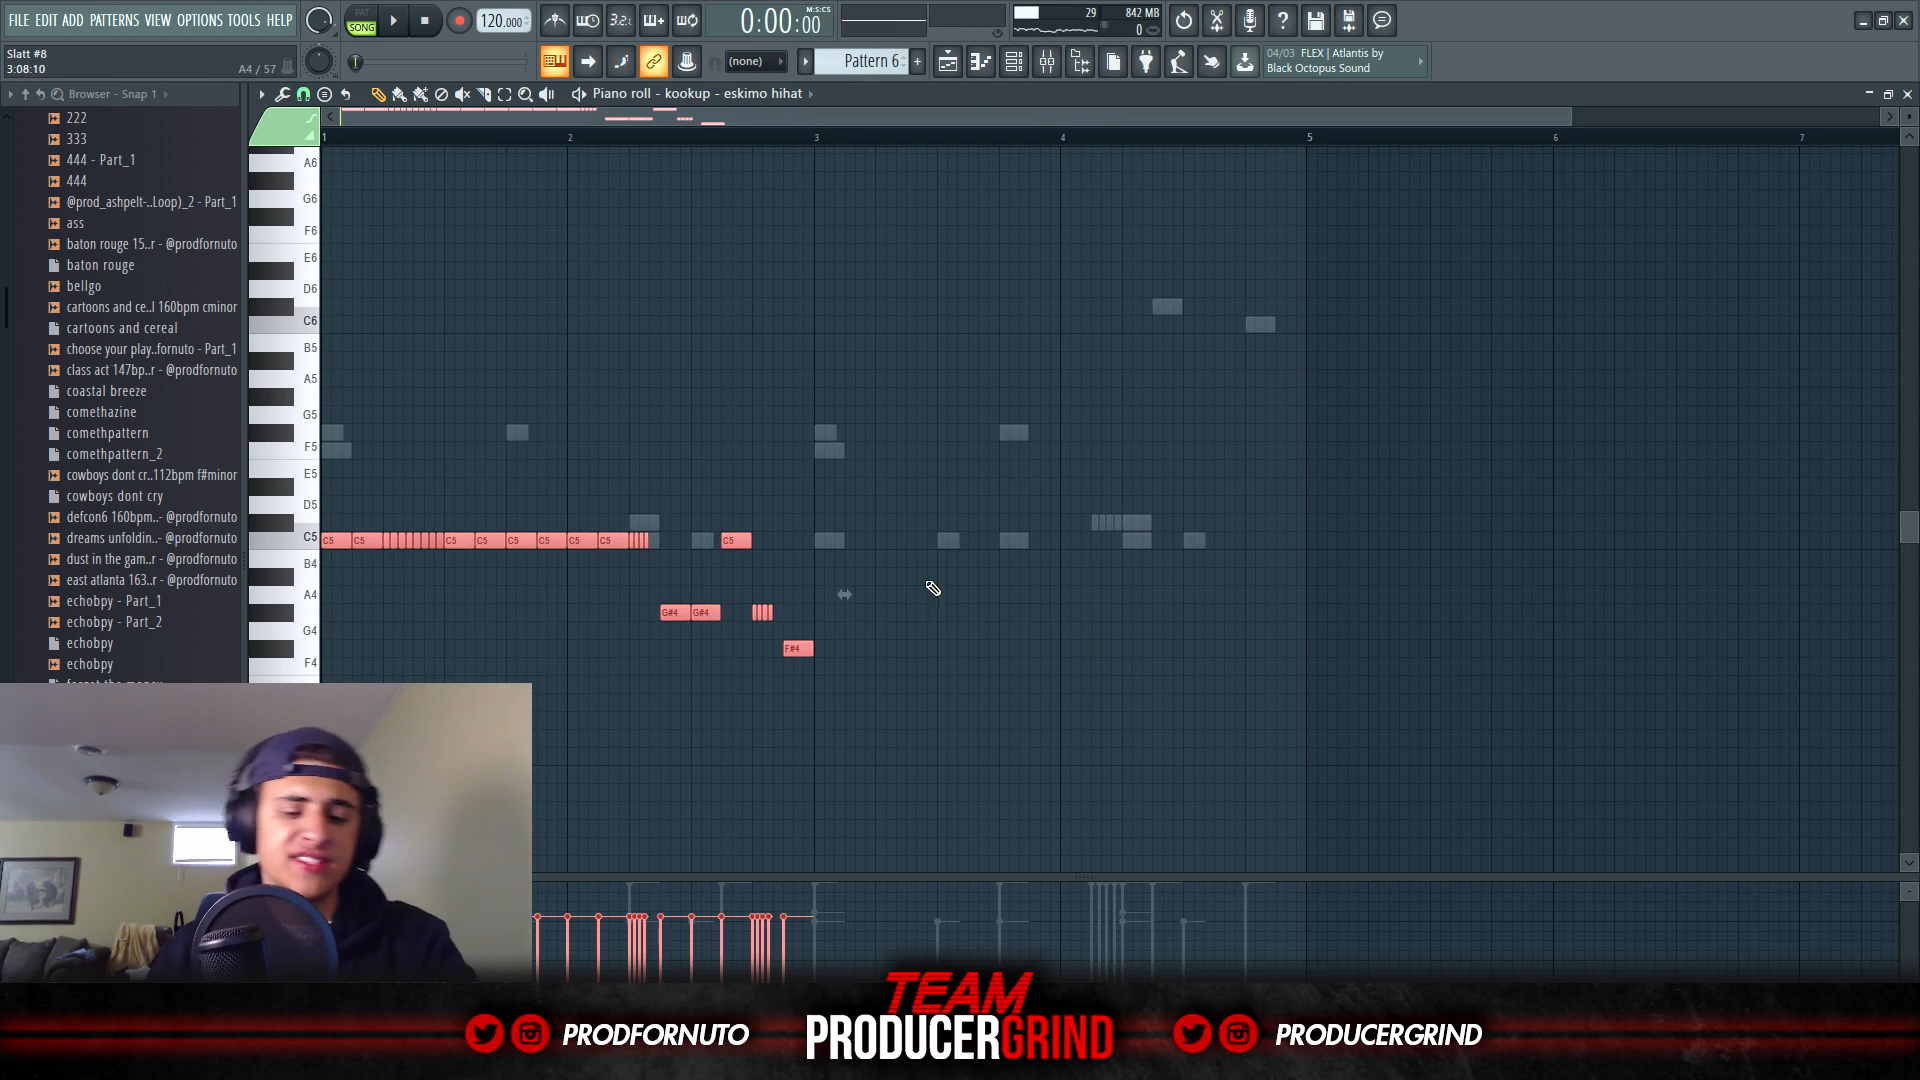 FILE EDIT ADD PATTERNS VIEW OPTIONS TOOLS HELP
PAT
SONG
120.000
3.2.
0:00:00
M:S:CS
29
842 MB
0
Slatt #8
3:08:10
A4 / 57
(none)
Pattern 6
04/03 FLEX | Atlantis by
Black Octopus Sound
Browser - Snap 1
Piano roll - kookup - eskimo hihat
1 2 3 4 5 6 7
222
333
444 - Part_1
444
@prod_ashpelt-..Loop)_2 - Part_1
ass
baton rouge 15..r - @prodfornuto
baton rouge
bellgo
cartoons and ce..l 160bpm cminor
cartoons and cereal
choose your play..fornuto - Part_1
class act 147bp..r - @prodfornuto
coastal breeze
comethazine
comethpattern
comethpattern_2
cowboys dont cr..112bpm f#minor
cowboys dont cry
defcon6 160bpm..- @prodfornuto
dreams unfoldin..- @prodfornuto
dust in the gam..r - @prodfornuto
east atlanta 163..r - @prodfornuto
echobpy - Part_1
echobpy - Part_2
echobpy
echobpy
A6
G6
F6
E6
D6
C6
B5
A5
G5
F5
E5
D5
C5
B4
A4
G4
F4
C5 C5 C5 C5 C5 C5 C5 C5 C5
G#4 G#4
F#4
TEAM
PRODUCERGRIND
PRODFORNUTO
PRODUCERGRIND